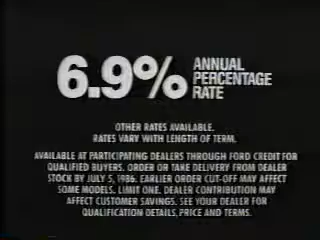 6.9% ANNUAL
PERCENTAGE
RATE
OTHER RATES AVAILABLE.
RATES VARY WITH LENGTH OF TERM.
AVAILABLE AT PARTICIPATING DEALERS THROUGH FORD CREDIT FOR
QUALIFIED BUYERS. ORDER OR TAKE DELIVERY FROM DEALER
STOCK BY JULY 5, 1986. EARLIER ORDER CUT-OFF MAY AFFECT
SOME MODELS. LIMIT ONE. DEALER CONTRIBUTION MAY
AFFECT CUSTOMER SAVINGS. SEE YOUR DEALER FOR
QUALIFICATION DETAILS, PRICE AND TERMS.